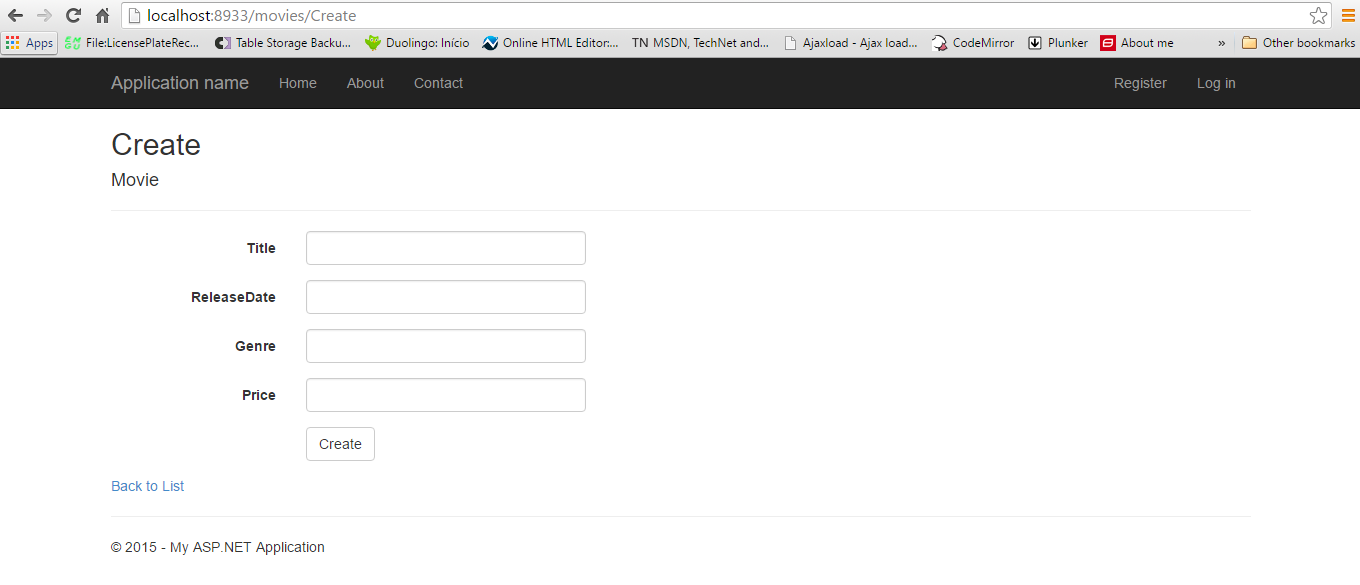 localhost:8933/movies/Create
Apps File:LicensePlateRec... Table Storage Backu... Duolingo: Início Online HTML Editor:... TN MSDN, TechNet and... Ajaxload - Ajax load... CodeMirror Plunker About me » Other bookmarks
Application name Home About Contact Register Log in
Create
Movie
Title
ReleaseDate
Genre
Price
Create
Back to List
© 2015 - My ASP.NET Application